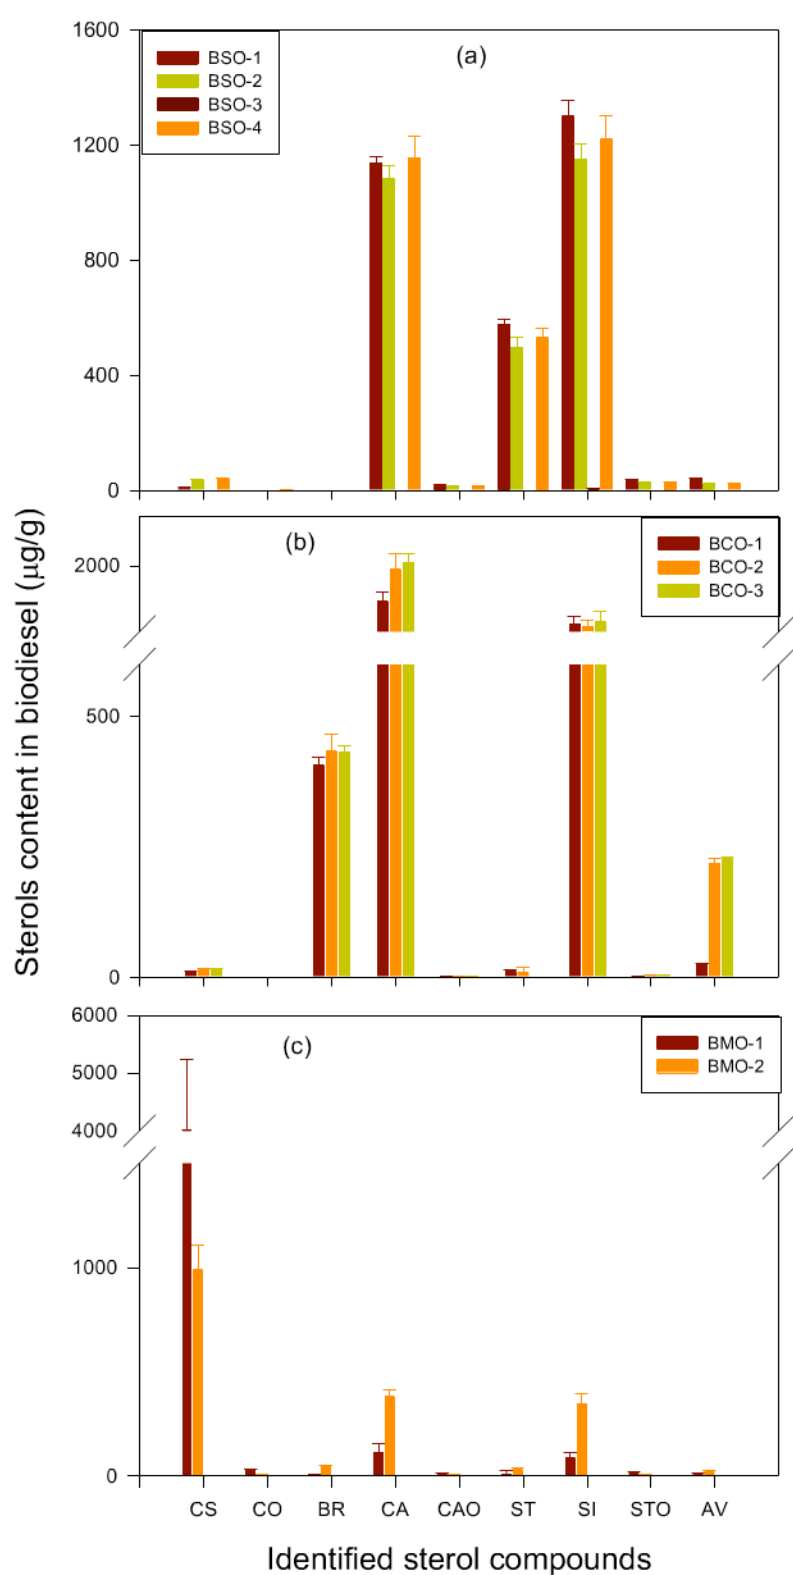 1600
(a)
BSO-1
BSO-2
BSO-3
BSO-4
1200
800
400
0
Sterols content in biodiesel (µg/g)
(b)
BCO-1
BCO-2
BCO-3
2000
500
0
6000
(c)
BMO-1
BMO-2
5000
4000
1000
0
CS CO BR CA CAO ST SI STO AV
Identified sterol compounds